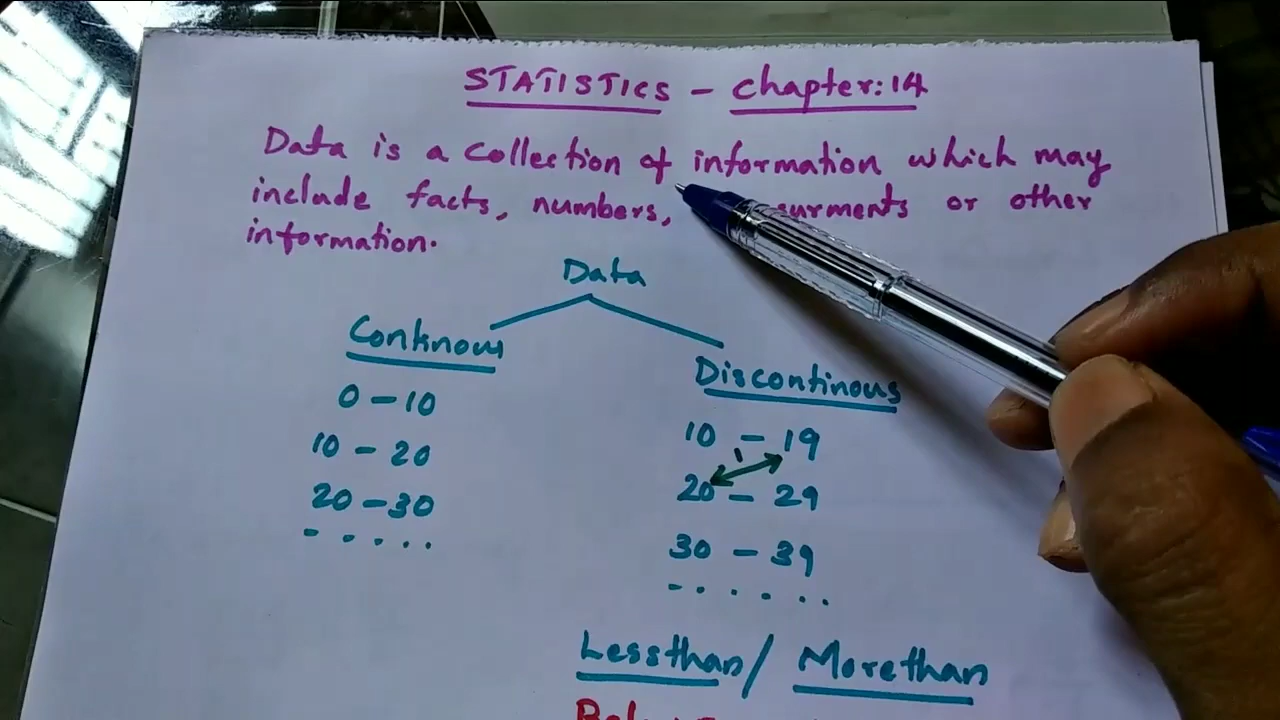 STATISTICS - Chapter:14
Data is a collection of information which may
include facts, numbers, surments or other
information.
Data
Continous
0 - 10
10 - 20
20 - 30
Discontinous
10 - 19
1
20 - 29
30 - 39
Lessthan / Morethan